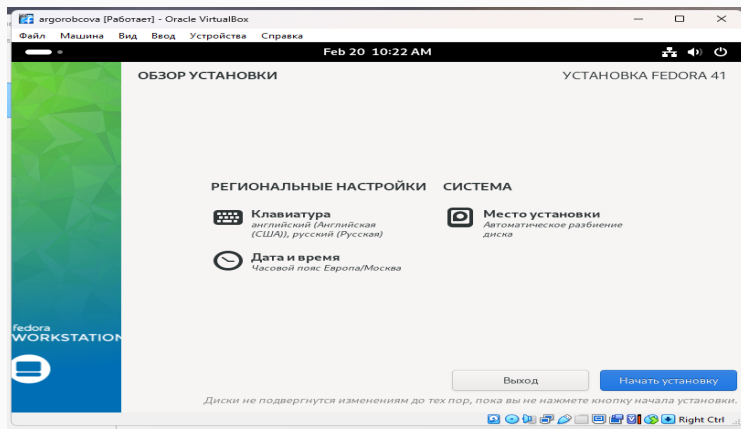 argorobcova [Работает] - Oracle VirtualBox
Файл Машина Вид Ввод Устройства Справка
Feb 20 10:22 AM
ОБЗОР УСТАНОВКИ
УСТАНОВКА FEDORA 41
РЕГИОНАЛЬНЫЕ НАСТРОЙКИ
Клавиатура
английский (Английская
(США)), русский (Русская)
Дата и время
Часовой пояс Европа/Москва
СИСТЕМА
Место установки
Автоматическое разбиение
диска
fedora
WORKSTATION
Выход
Начать установку
Диски не подвергнутся изменениям до тех пор, пока вы не нажмете кнопку начала установки.
Right Ctrl